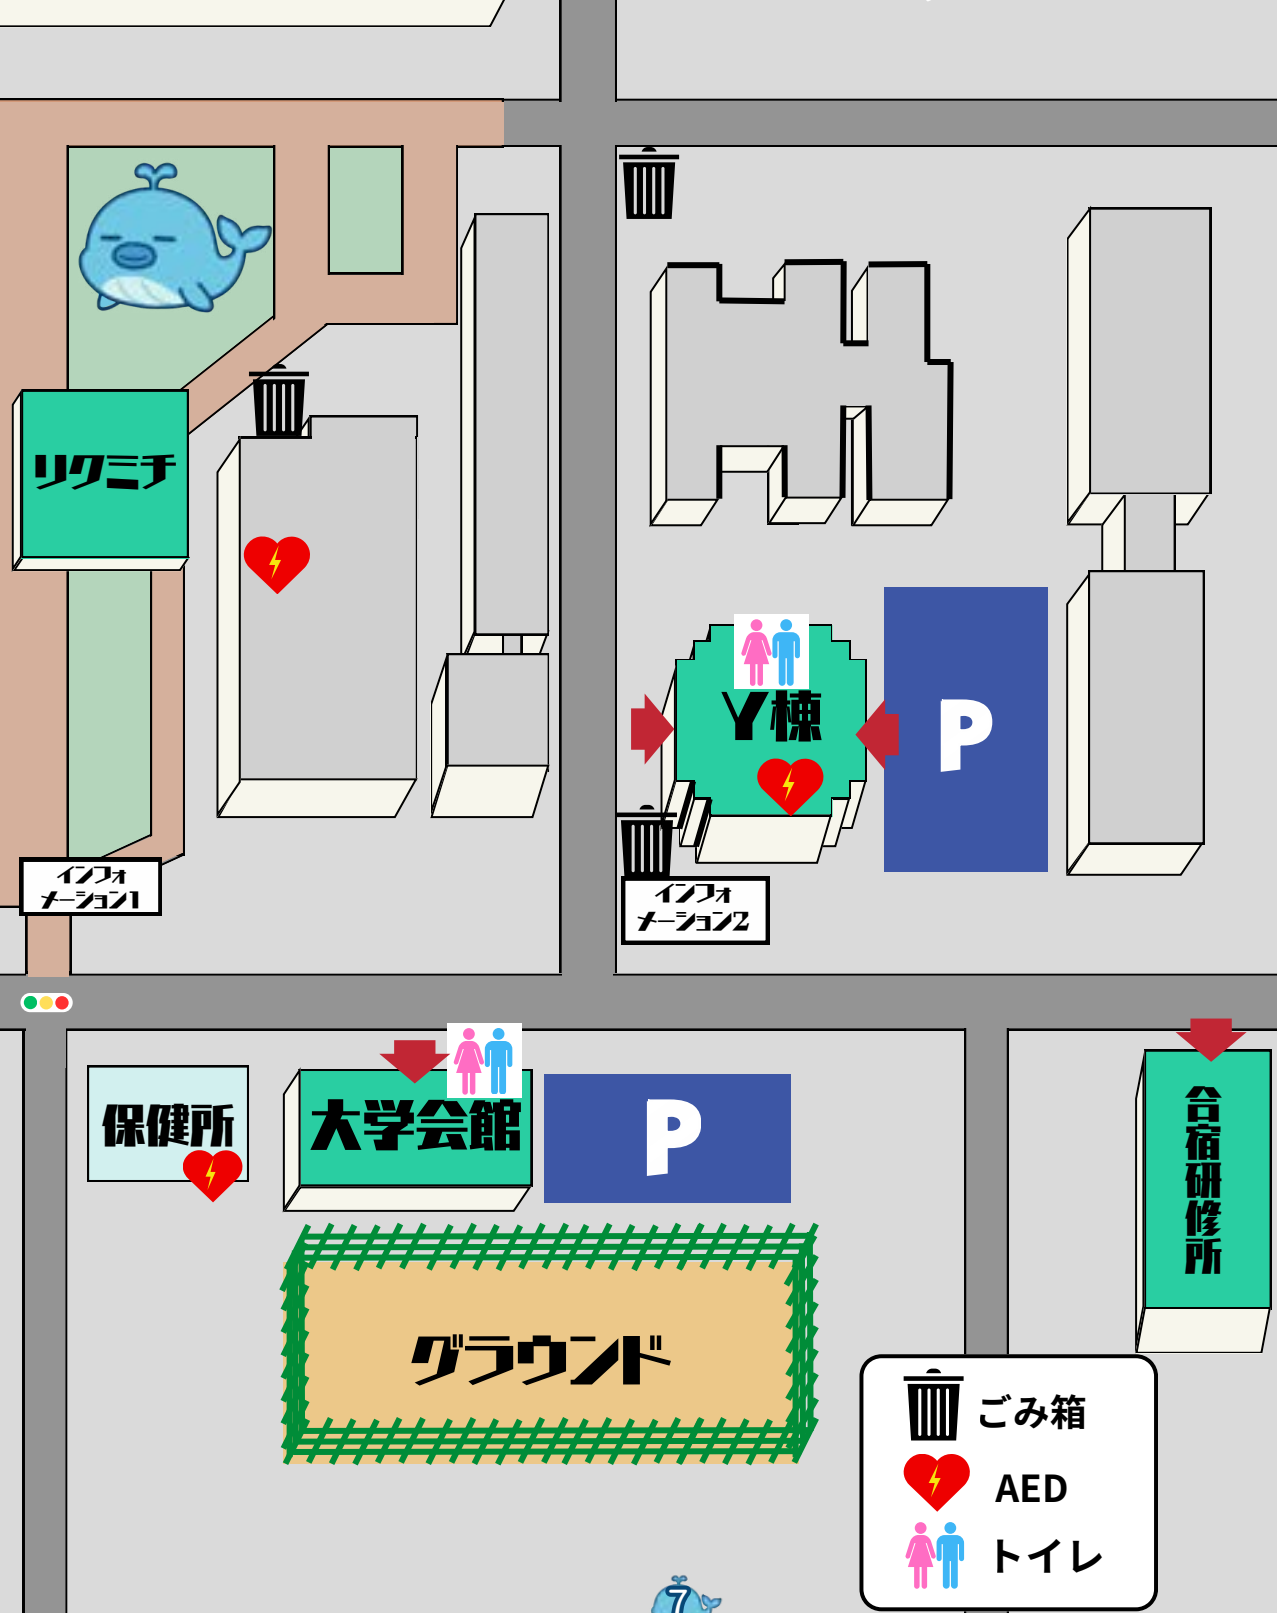 リクミチ
Y棟
P
インフォ
メーション1
インフォ
メーション2
保健所
大学会館
P
合宿研修所
グラウンド
ごみ箱
AED
トイレ
7